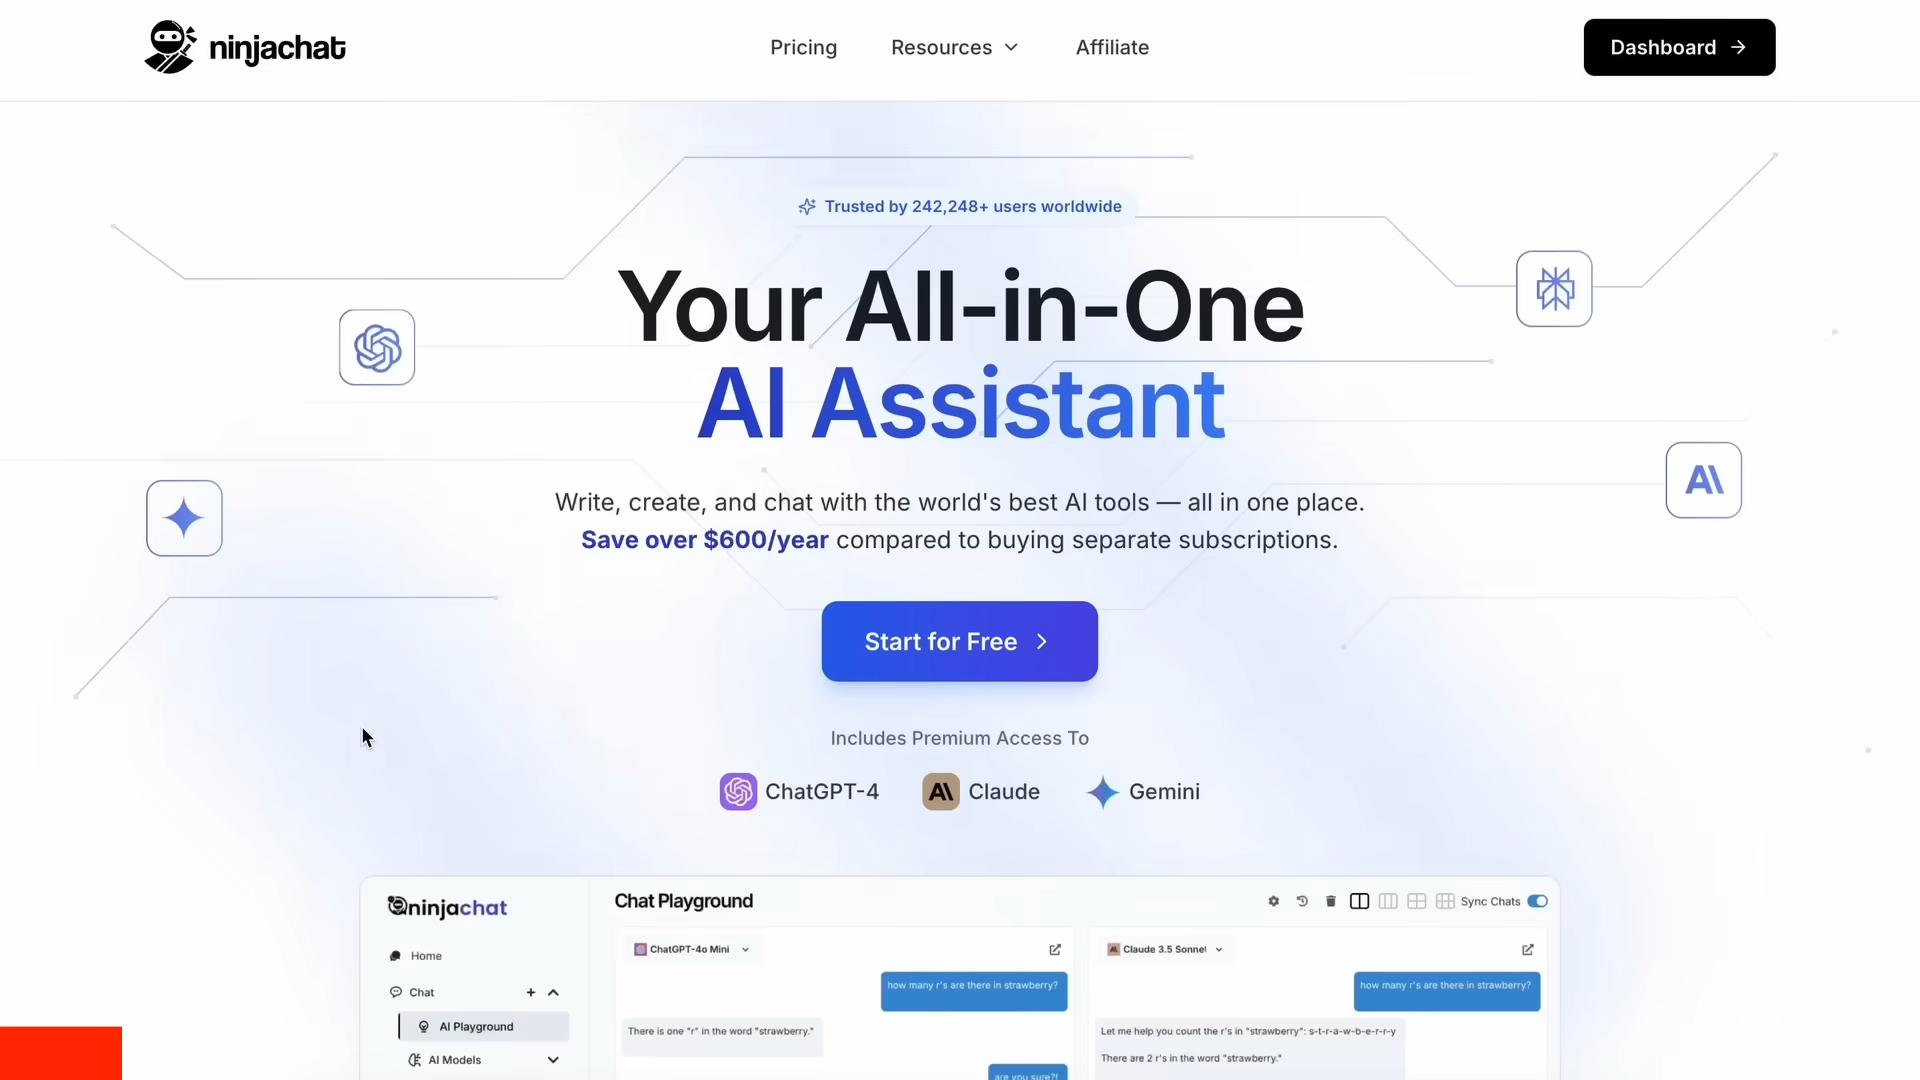 ninjachat
Pricing
Resources
Affiliate
Dashboard
Trusted by 242,248+ users worldwide
Your All-in-One
AI Assistant
Write, create, and chat with the world's best AI tools — all in one place.
Save over $600/year compared to buying separate subscriptions.
Start for Free
Includes Premium Access To
ChatGPT-4
Claude
Gemini
ninjachat
Chat Playground
Sync Chats
Home
Chat
AI Playground
AI Models
ChatGPT-4o Mini
how many r's are there in strawberry?
There is one "r" in the word "strawberry."
are you sure?!
Claude 3.5 Sonnet
how many r's are there in strawberry?
Let me help you count the r's in "strawberry": s-t-r-a-w-b-e-r-r-y
There are 2 r's in the word "strawberry."